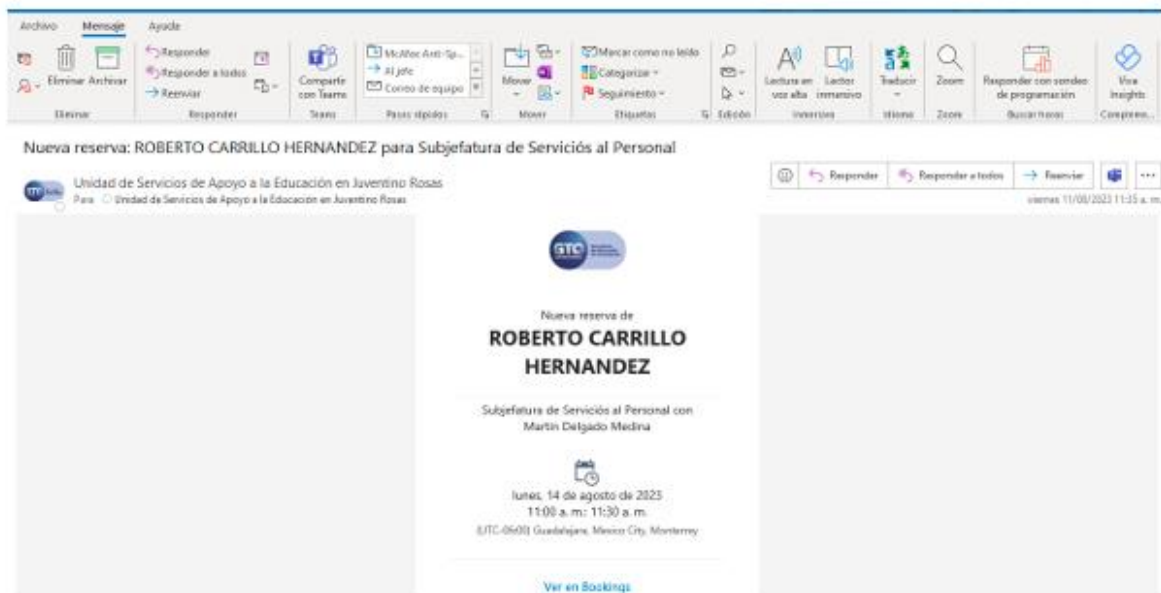 Archivo Mensaje Ayuda
Eliminar Archivar
Responder
Responder a todos
Reenviar
Compartir con Teams
McAfee Anti-Sp...
Al jefe
Correo de equipo
Mover
Marcar como no leído
Categorizar
Seguimiento
Lectura en voz alta
Lector inmersivo
Traducir
Zoom
Responder con sondeo de programación
Viva Insights
Eliminar Responder Teams Pasos rápidos Mover Etiquetas Edición Inmersivo Idioma Zoom Buscar horas
Nueva reserva: ROBERTO CARRILLO HERNANDEZ para Subjefatura de Serviciós al Personal
Unidad de Servicios de Apoyo a la Educación en Juventino Rosas
Para Unidad de Servicios de Apoyo a la Educación en Juventino Rosas
Responder Responder a todos Reenviar
viernes 11/08/2023 11:35 a. m.
GTO
Nueva reserva de
ROBERTO CARRILLO
HERNANDEZ
Subjefatura de Serviciós al Personal con
Martin Delgado Medina
lunes, 14 de agosto de 2023
11:00 a. m.: 11:30 a. m.
(UTC-06:00) Guadalajara, Mexico City, Monterrey
Ver en Bookings